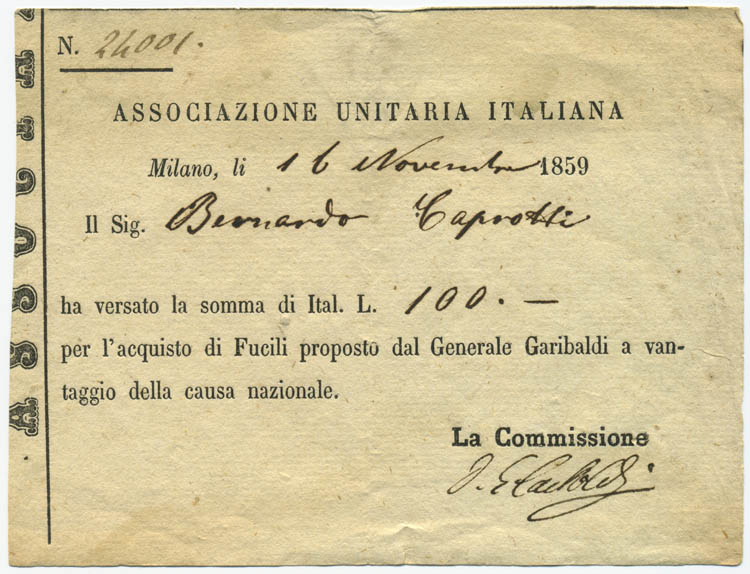 N. 24001.
ASSOCIAZIONE UNITARIA ITALIANA
Milano, li 16 Novembre 1859
Il Sig. Bernardo Caprotti
ha versato la somma di Ital. L. 100. —
per l'acquisto di Fucili proposto dal Generale Garibaldi a van-
taggio della causa nazionale.
La Commissione